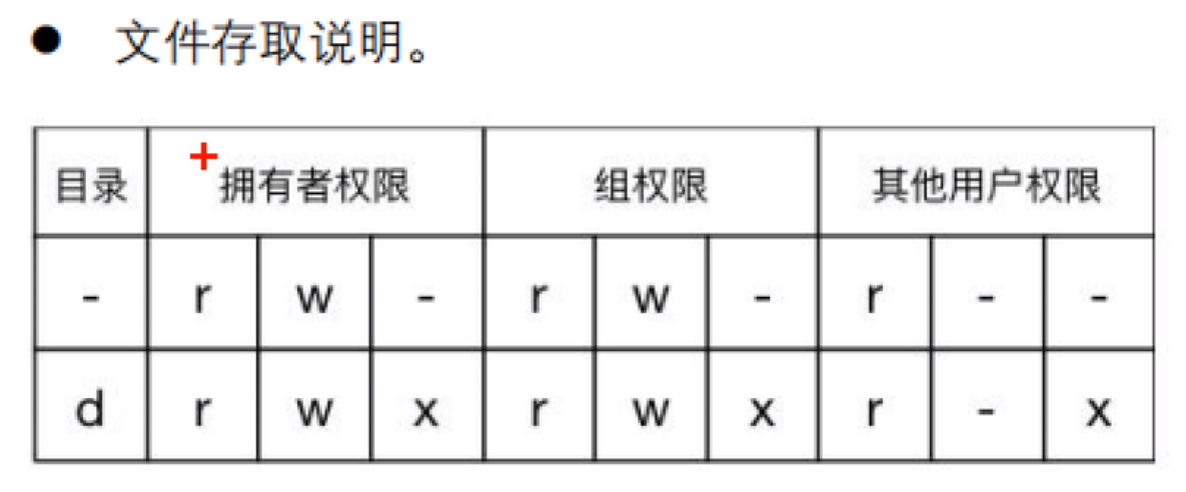 ● 文件存取说明。
目录 拥有者权限 组权限 其他用户权限
- r w - r w - r - -
d r w x r w x r - x